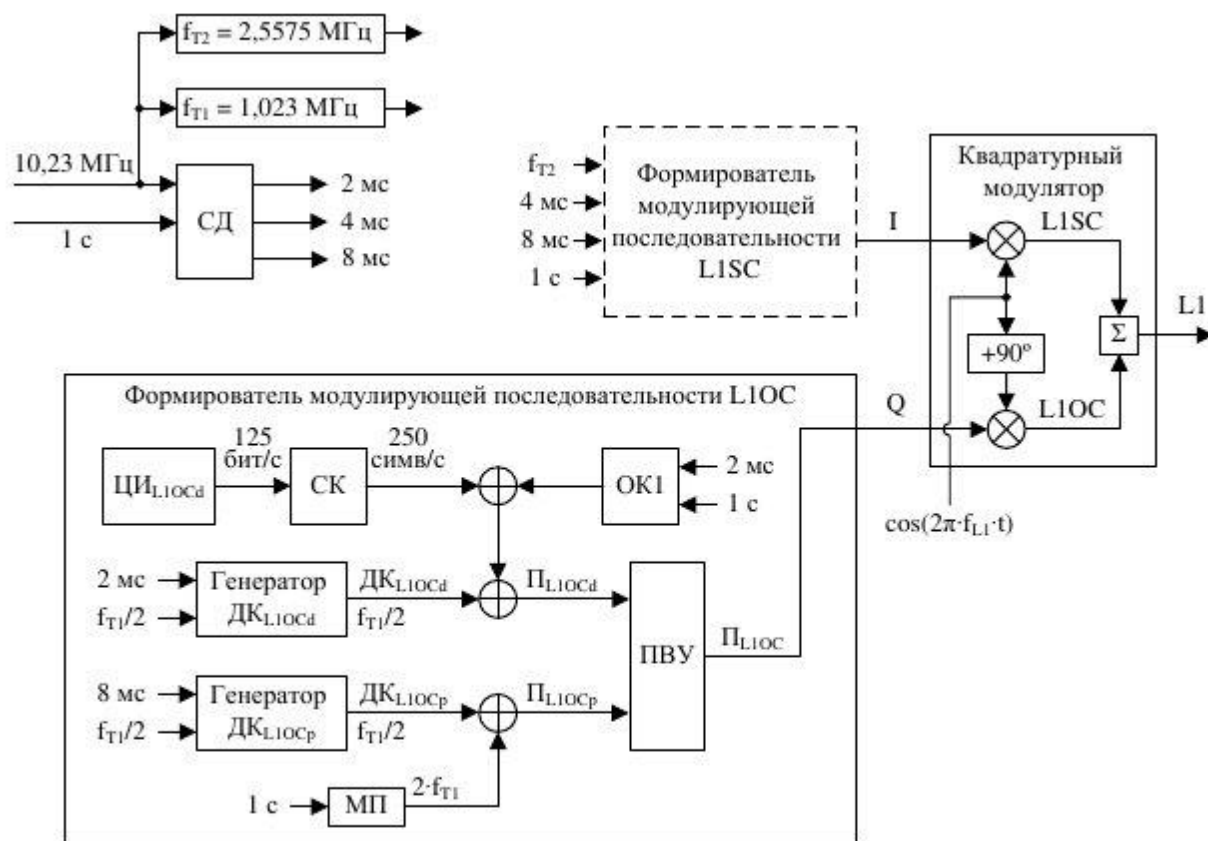 f_T2 = 2,5575 МГц
f_T1 = 1,023 МГц
10,23 МГц
1 с
СД
2 мс
4 мс
8 мс
f_T2
4 мс
8 мс
1 с
Формирователь
модулирующей
последовательности
L1SC
I
Квадратурный
модулятор
L1SC
+90º
Σ
L1
L1OC
Q
cos(2π·f_L1·t)
Формирователь модулирующей последовательности L1OC
ЦИ_L1OCd
125
бит/с
СК
250
симв/с
ОК1
2 мс
1 с
2 мс
f_T1/2
Генератор
ДК_L1OCd
ДК_L1OCd
f_T1/2
П_L1OCd
ПВУ
П_L1OC
8 мс
f_T1/2
Генератор
ДК_L1OCp
ДК_L1OCp
f_T1/2
П_L1OCp
1 с
МП
2·f_T1